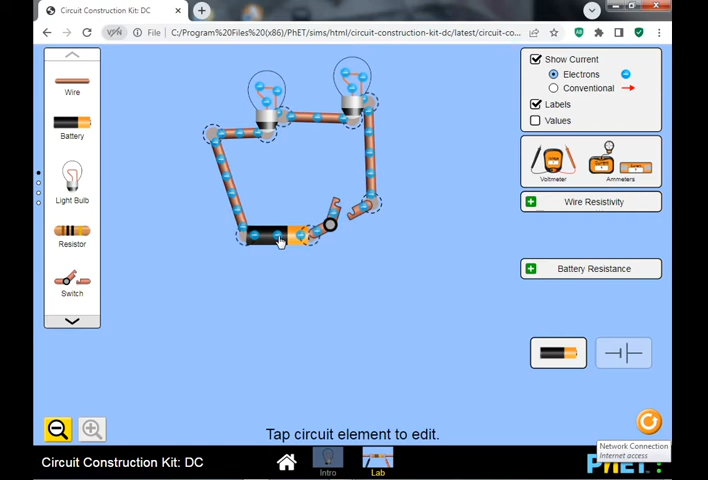 Circuit Construction Kit: DC
VPN
File
C:/Program%20Files%20(x86)/PhET/sims/html/circuit-construction-kit-dc/latest/circuit-co...
Wire
Battery
Light Bulb
Resistor
Switch
Show Current
Electrons
Conventional
Labels
Values
Voltmeter
Ammeters
Wire Resistivity
Battery Resistance
Tap circuit element to edit.
Network Connection
Internet access
Circuit Construction Kit: DC
Intro
Lab
PhET